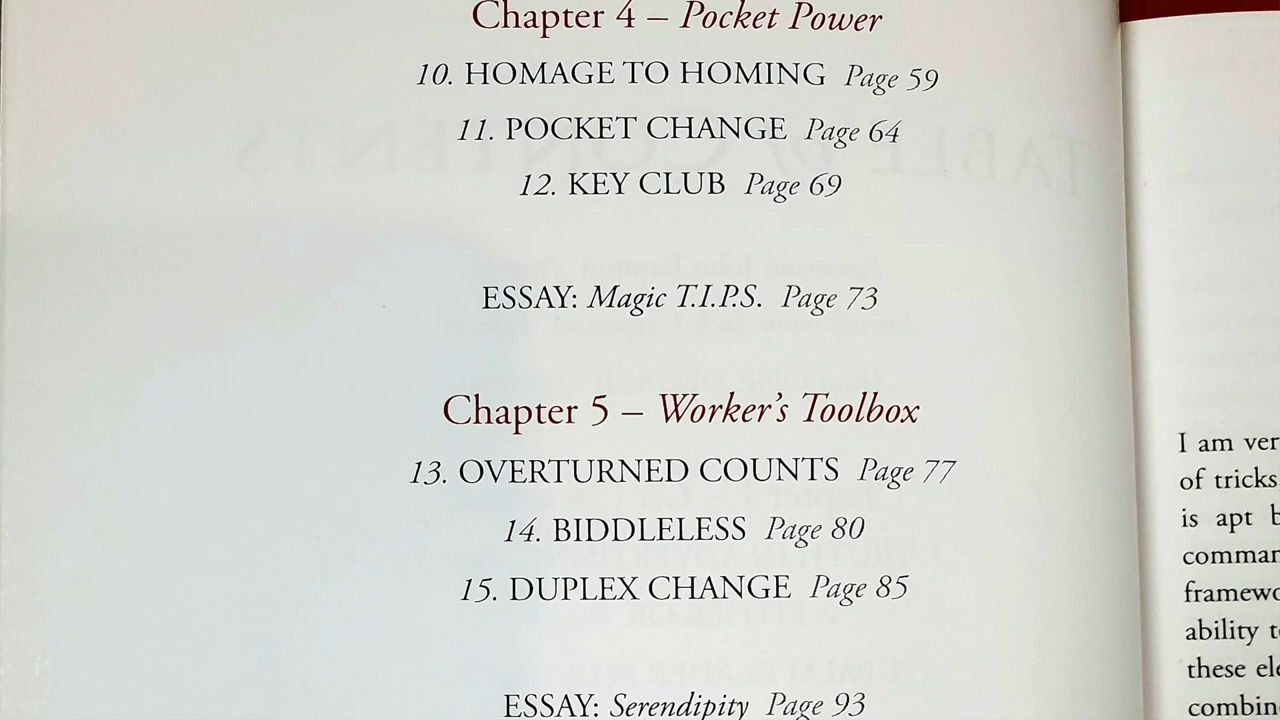 Chapter 4 – Pocket Power
10. HOMAGE TO HOMING Page 59
11. POCKET CHANGE Page 64
12. KEY CLUB Page 69
ESSAY: Magic T.I.P.S. Page 73
Chapter 5 – Worker's Toolbox
13. OVERTURNED COUNTS Page 77
14. BIDDLELESS Page 80
15. DUPLEX CHANGE Page 85
ESSAY: Serendipity Page 93
I am ver
of tricks
is apt b
comman
framewo
ability t
these ele
combin